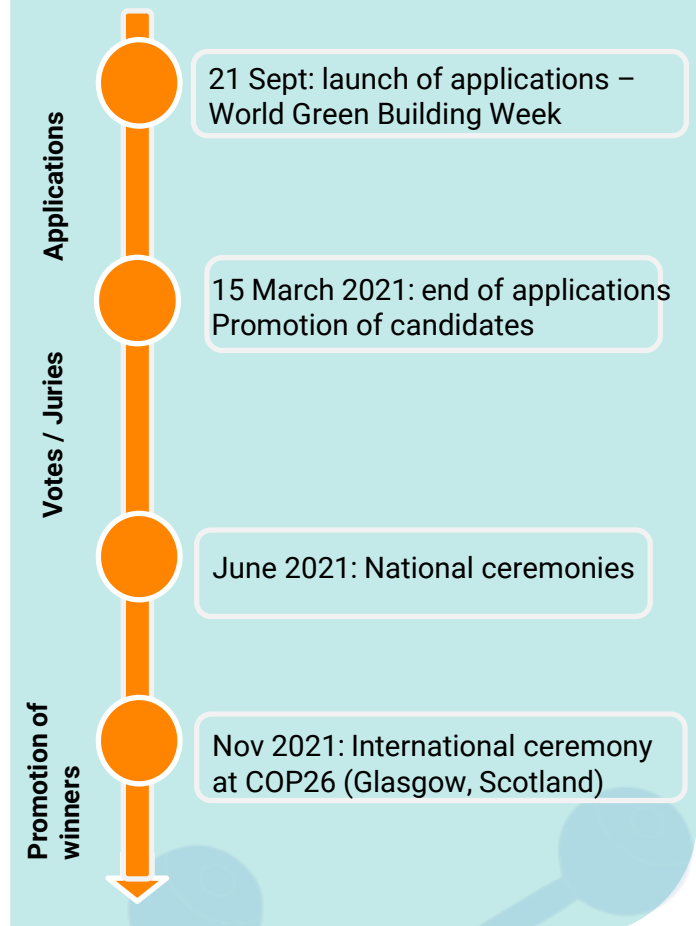 21 Sept: launch of applications –
World Green Building Week
Applications
15 March 2021: end of applications
Promotion of candidates
Votes / Juries
June 2021: National ceremonies
Nov 2021: International ceremony
at COP26 (Glasgow, Scotland)
Promotion of
winners